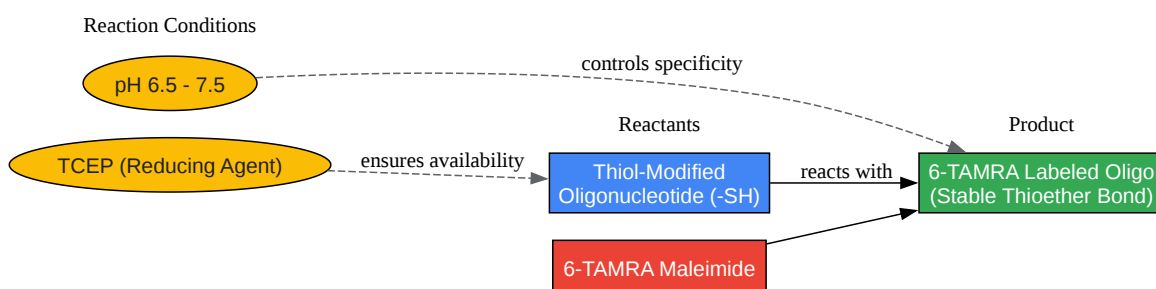 Reaction Conditions
pH 6.5 - 7.5
controls specificity
TCEP (Reducing Agent)
ensures availability
Reactants
Thiol-Modified
Oligonucleotide (-SH)
reacts with
6-TAMRA Maleimide
Product
6-TAMRA Labeled Oligo
(Stable Thioether Bond)